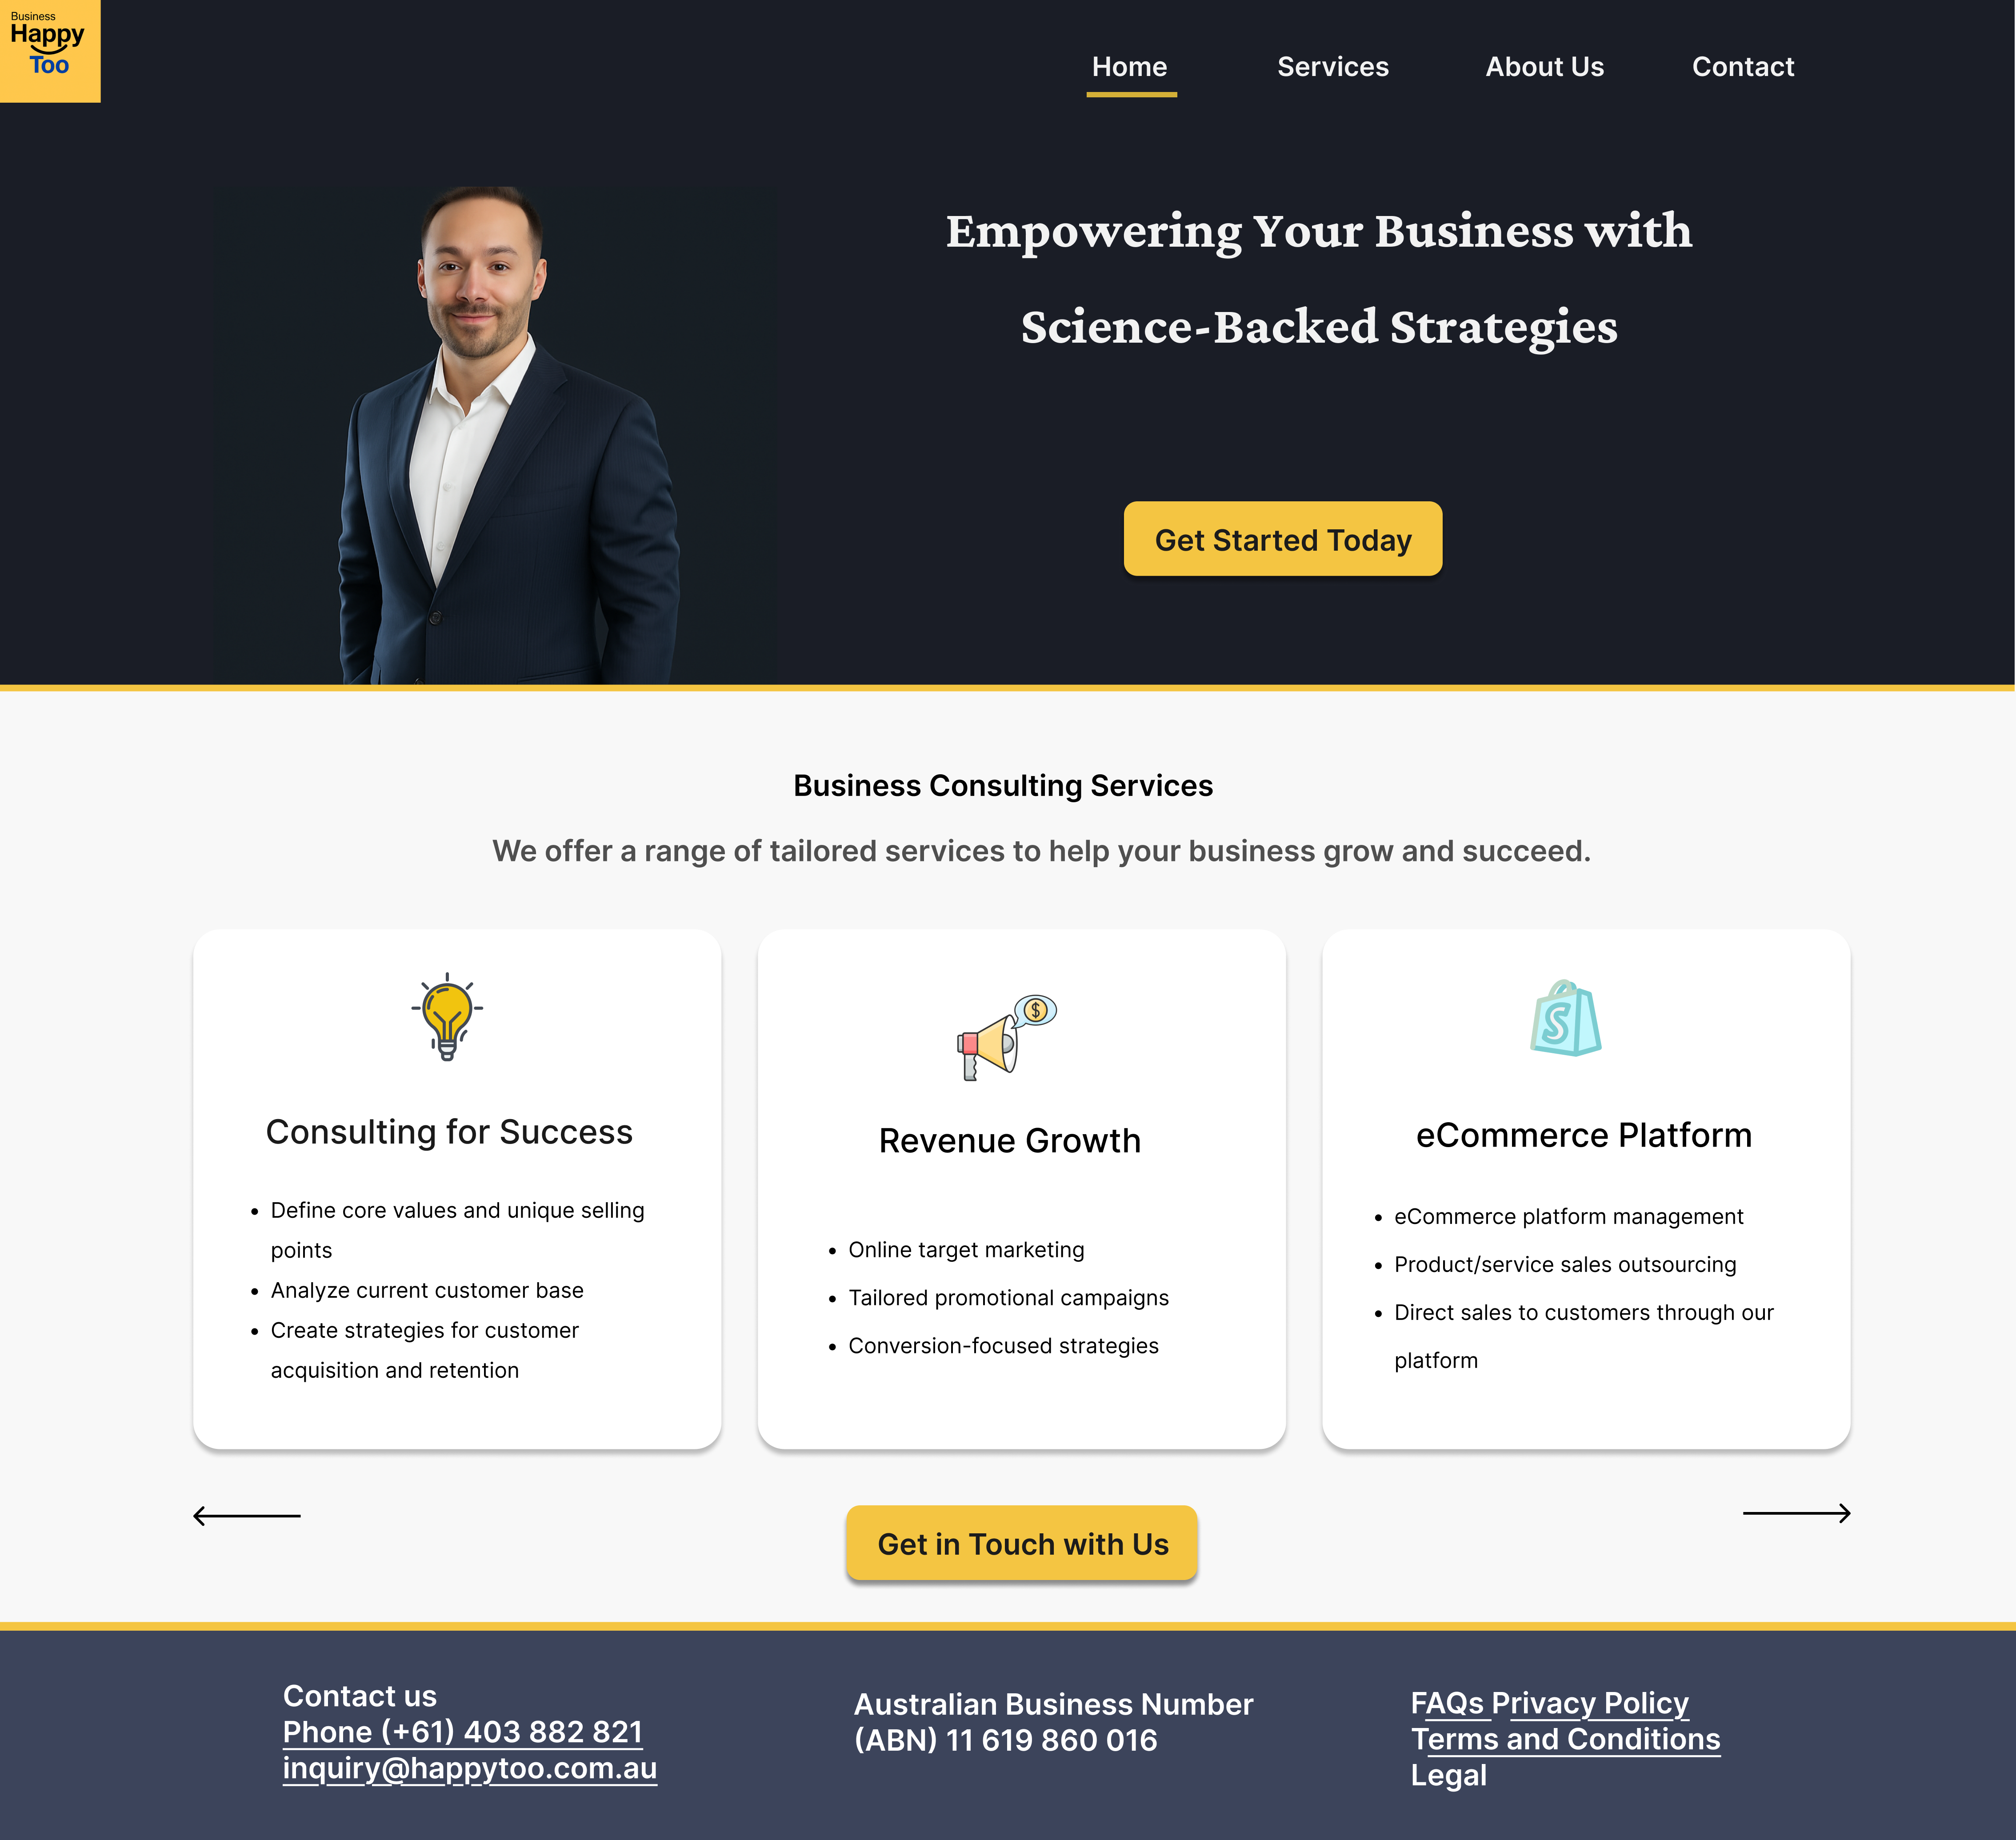 Business
Happy
Too
Home
Services
About Us
Contact
Empowering Your Business with
Science-Backed Strategies
Get Started Today
Business Consulting Services
We offer a range of tailored services to help your business grow and succeed.
Consulting for Success
• Define core values and unique selling
points
• Analyze current customer base
• Create strategies for customer
acquisition and retention
$
Revenue Growth
• Online target marketing
• Tailored promotional campaigns
• Conversion-focused strategies
S
eCommerce Platform
• eCommerce platform management
• Product/service sales outsourcing
• Direct sales to customers through our
platform
Get in Touch with Us
Contact us
Phone (+61) 403 882 821
inquiry@happytoo.com.au
Australian Business Number
(ABN) 11 619 860 016
FAQs Privacy Policy
Terms and Conditions
Legal